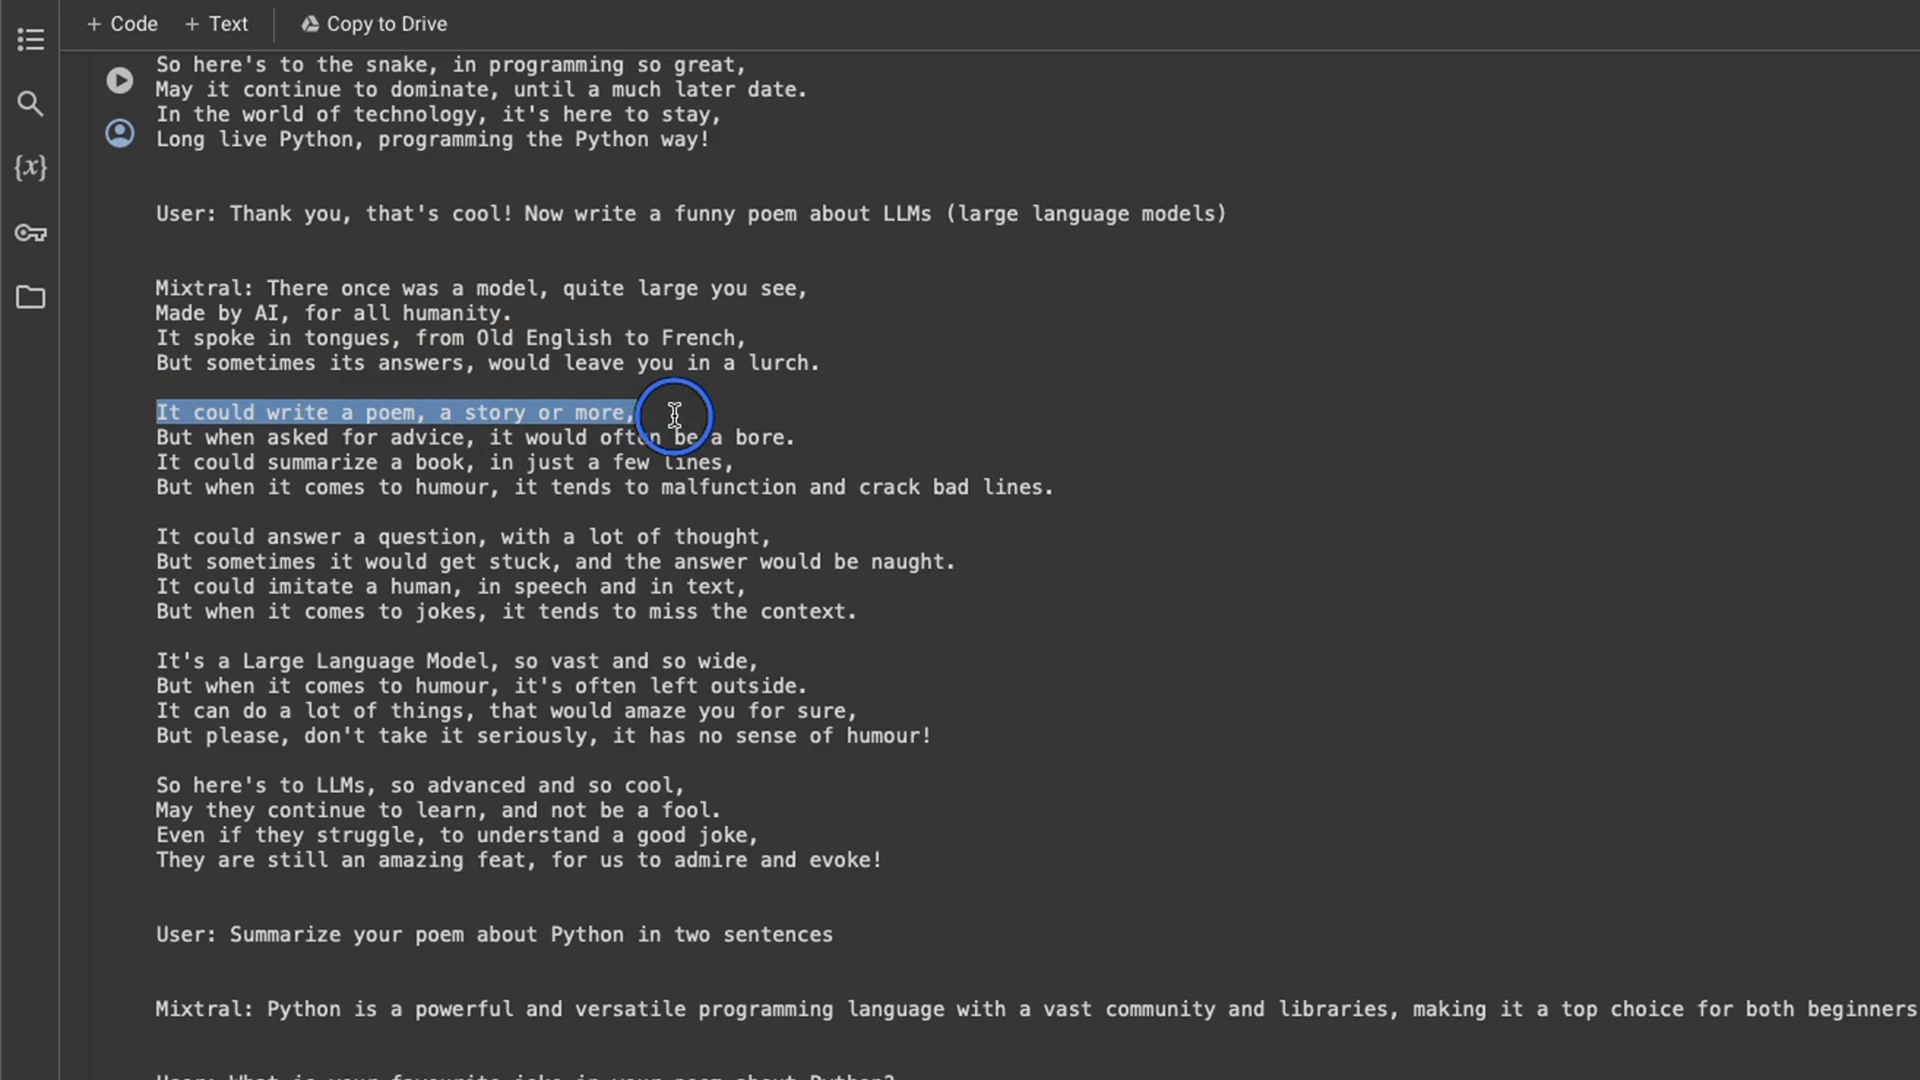 + Code + Text Copy to Drive
So here's to the snake, in programming so great,
May it continue to dominate, until a much later date.
In the world of technology, it's here to stay,
Long live Python, programming the Python way!
User: Thank you, that's cool! Now write a funny poem about LLMs (large language models)
Mixtral: There once was a model, quite large you see,
Made by AI, for all humanity.
It spoke in tongues, from Old English to French,
But sometimes its answers, would leave you in a lurch.
It could write a poem, a story or more,
But when asked for advice, it would often be a bore.
It could summarize a book, in just a few lines,
But when it comes to humour, it tends to malfunction and crack bad lines.
It could answer a question, with a lot of thought,
But sometimes it would get stuck, and the answer would be naught.
It could imitate a human, in speech and in text,
But when it comes to jokes, it tends to miss the context.
It's a Large Language Model, so vast and so wide,
But when it comes to humour, it's often left outside.
It can do a lot of things, that would amaze you for sure,
But please, don't take it seriously, it has no sense of humour!
So here's to LLMs, so advanced and so cool,
May they continue to learn, and not be a fool.
Even if they struggle, to understand a good joke,
They are still an amazing feat, for us to admire and evoke!
User: Summarize your poem about Python in two sentences
Mixtral: Python is a powerful and versatile programming language with a vast community and libraries, making it a top choice for both beginners
User: What is your favourite joke in your poem about Python?